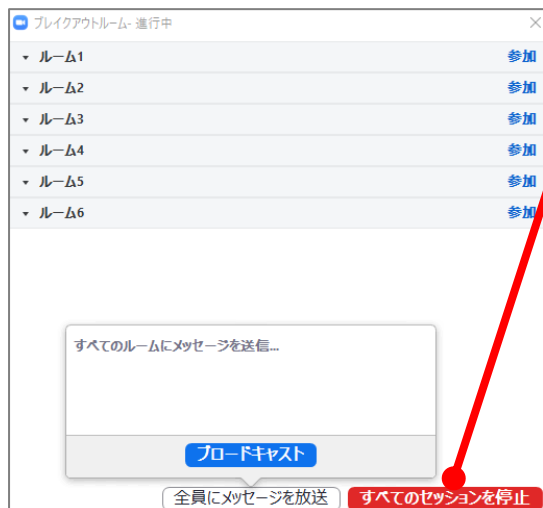 ブレイクアウトルーム- 進行中
ルーム1 参加
ルーム2 参加
ルーム3 参加
ルーム4 参加
ルーム5 参加
ルーム6 参加
すべてのルームにメッセージを送信...
ブロードキャスト
全員にメッセージを放送 すべてのセッションを停止